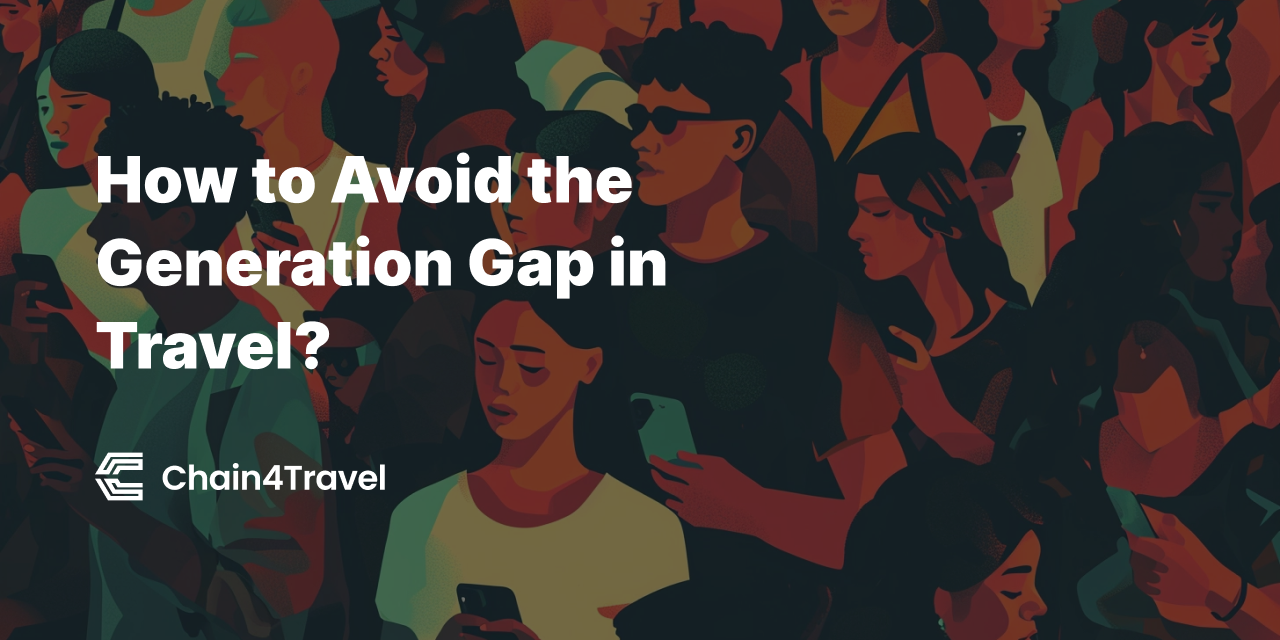 How to Avoid the
Generation Gap in
Travel?
Chain4Travel